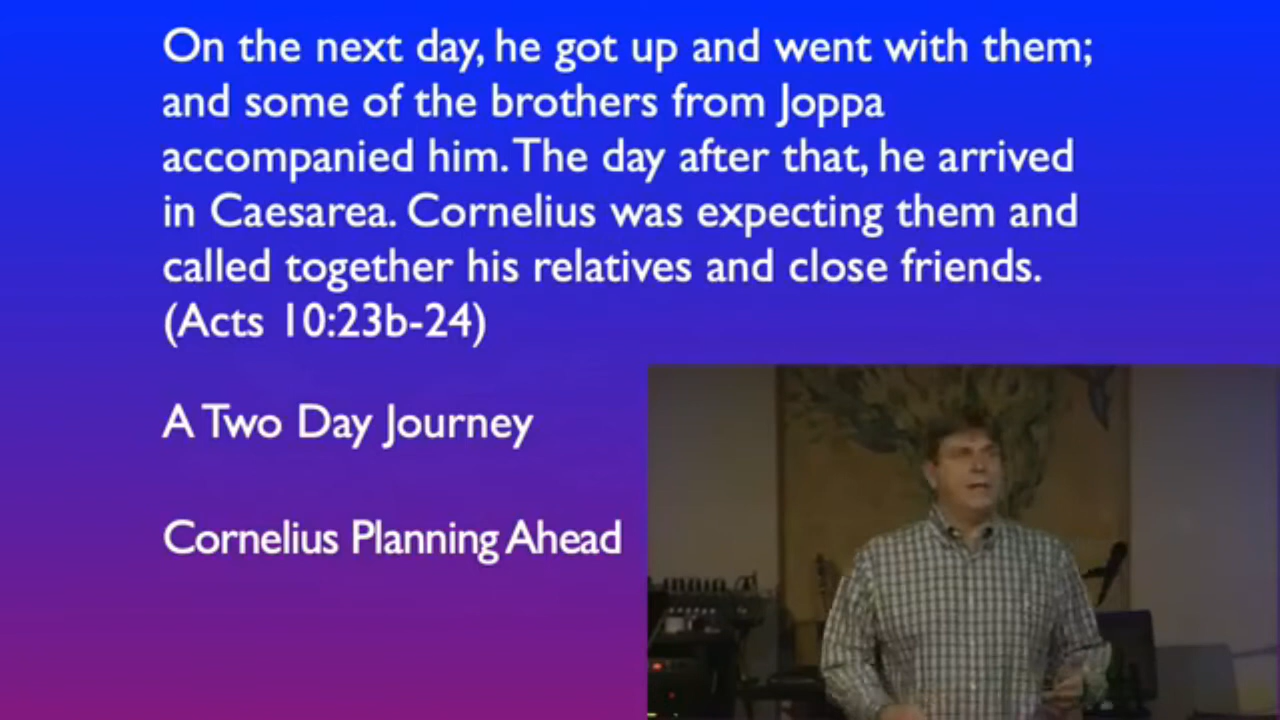 On the next day, he got up and went with them;
and some of the brothers from Joppa
accompanied him. The day after that, he arrived
in Caesarea. Cornelius was expecting them and
called together his relatives and close friends.
(Acts 10:23b-24)
A Two Day Journey
Cornelius Planning Ahead